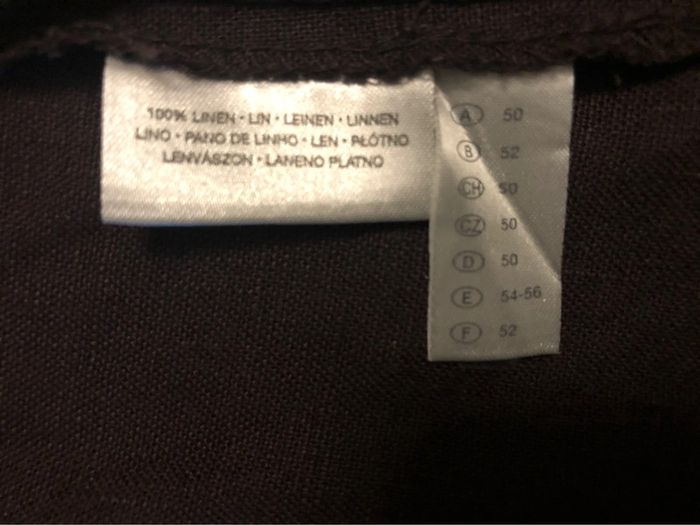 100% LINEN • LIN • LEINEN • LINNEN
LINO • PANO DE LINHO • LEN • PŁÓTNO
LENVÁSZON • LANENO PLATNO
A 50
B 52
CH 50
CZ 50
D 50
E 54-56
F 52